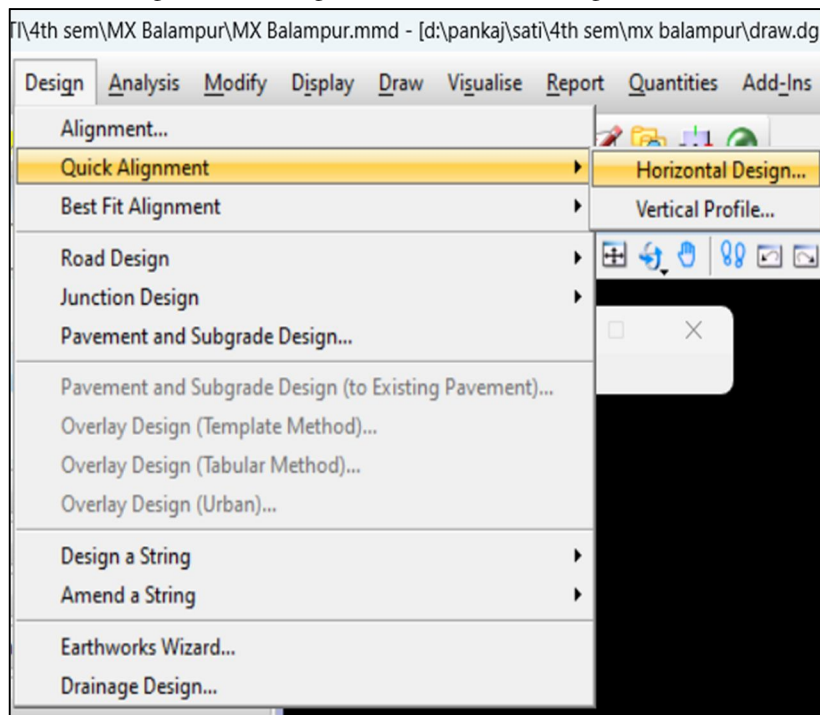 TI\4th sem\MX Balampur\MX Balampur.mmd - [d:\pankaj\sati\4th sem\mx balampur\draw.dg
Design Analysis Modify Display Draw Visualise Report Quantities Add-Ins
Alignment...
Quick Alignment
Horizontal Design...
Best Fit Alignment
Vertical Profile...
Road Design
Junction Design
Pavement and Subgrade Design...
Pavement and Subgrade Design (to Existing Pavement)...
Overlay Design (Template Method)...
Overlay Design (Tabular Method)...
Overlay Design (Urban)...
Design a String
Amend a String
Earthworks Wizard...
Drainage Design...